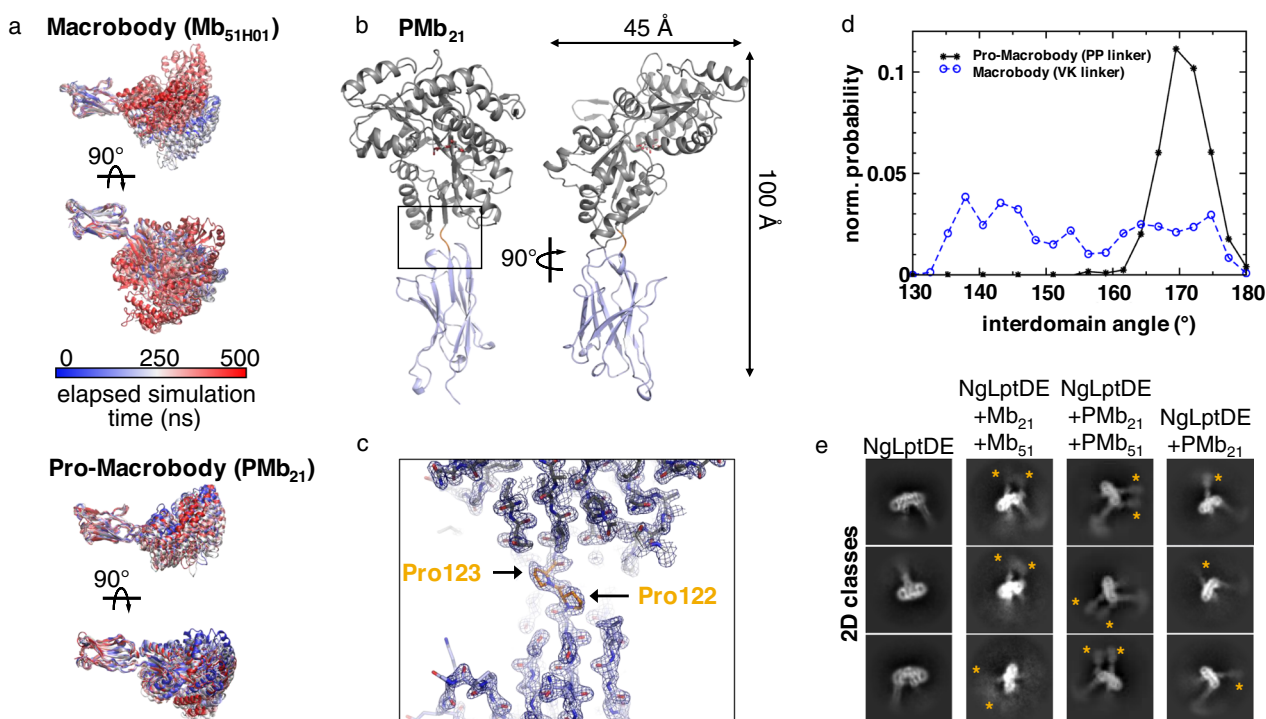 a
Macrobody (Mb51H01)
90°
0 250 500
elapsed simulation
time (ns)
Pro-Macrobody (PMb21)
90°
b
PMb21
45 Å
100 Å
90°
c
Pro123
Pro122
d
norm. probability
0.1
0.05
0
Pro-Macrobody (PP linker)
Macrobody (VK linker)
130 140 150 160 170 180
interdomain angle (°)
e
NgLptDE
NgLptDE
+Mb21
+Mb51
NgLptDE
+PMb21
+PMb51
NgLptDE
+PMb21
2D classes
* * * * *
* * * * *
* * * * *